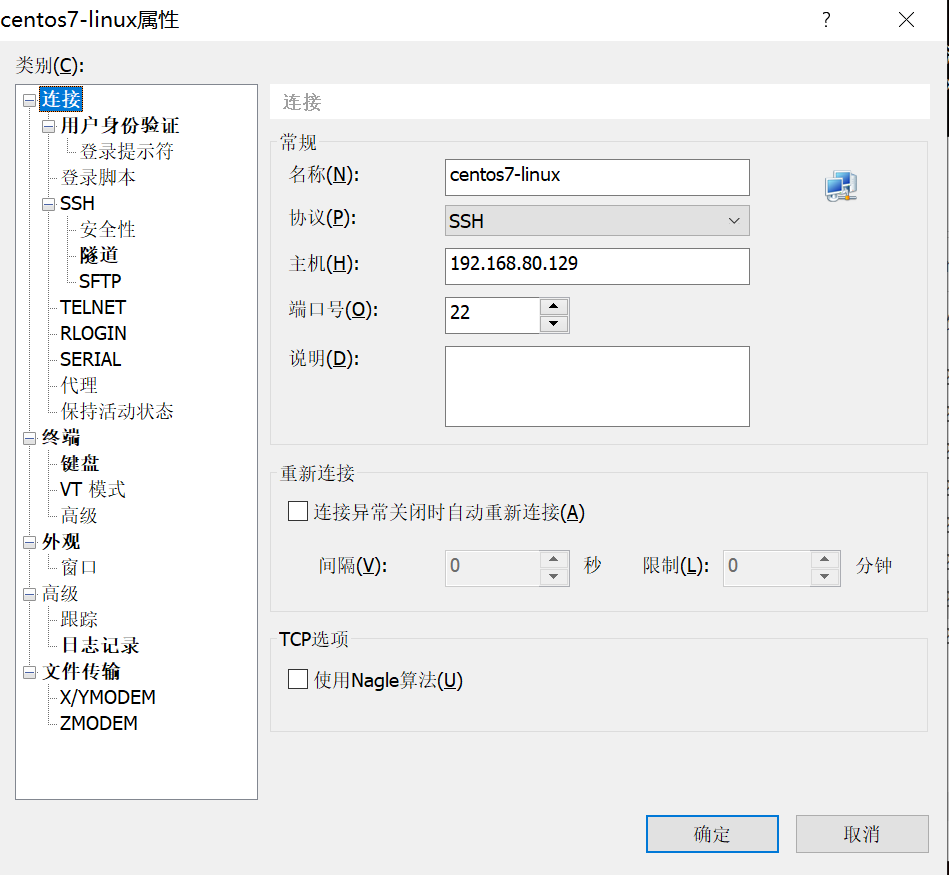 centos7-linux属性
?
类别(C):
连接
用户身份验证
登录提示符
登录脚本
SSH
安全性
隧道
SFTP
TELNET
RLOGIN
SERIAL
代理
保持活动状态
终端
键盘
VT 模式
高级
外观
窗口
高级
跟踪
日志记录
文件传输
X/YMODEM
ZMODEM
连接
常规
名称(N):
centos7-linux
协议(P):
SSH
主机(H):
192.168.80.129
端口号(O):
22
说明(D):
重新连接
连接异常关闭时自动重新连接(A)
间隔(V):
0
秒
限制(L):
0
分钟
TCP选项
使用Nagle算法(U)
确定
取消